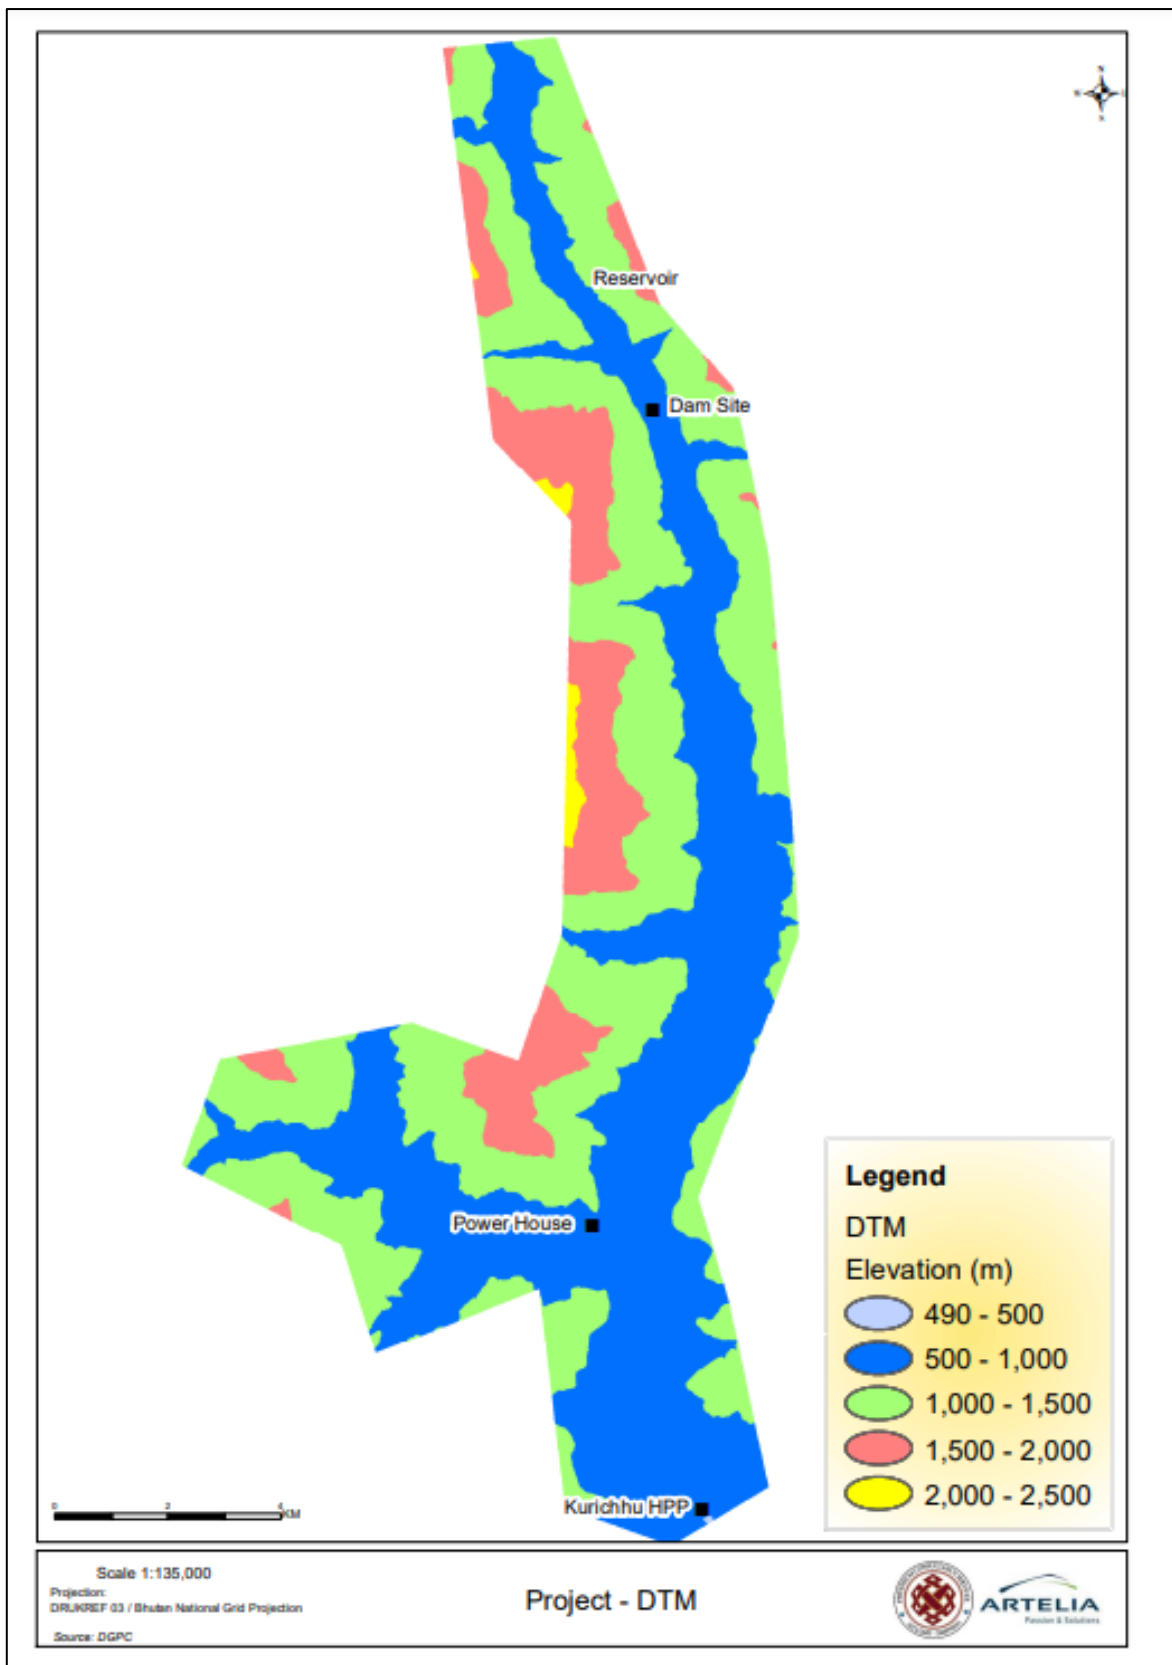 N
S
Reservoir
Dam Site
Power House
Kurichhu HPP
Legend
DTM
Elevation (m)
490 - 500
500 - 1,000
1,000 - 1,500
1,500 - 2,000
2,000 - 2,500
0 2 4
KM
Scale 1:135,000
Projection:
DRUKREF 03 / Bhutan National Grid Projection
Source: DGPC
Project - DTM
ARTELIA
Passion & Solutions